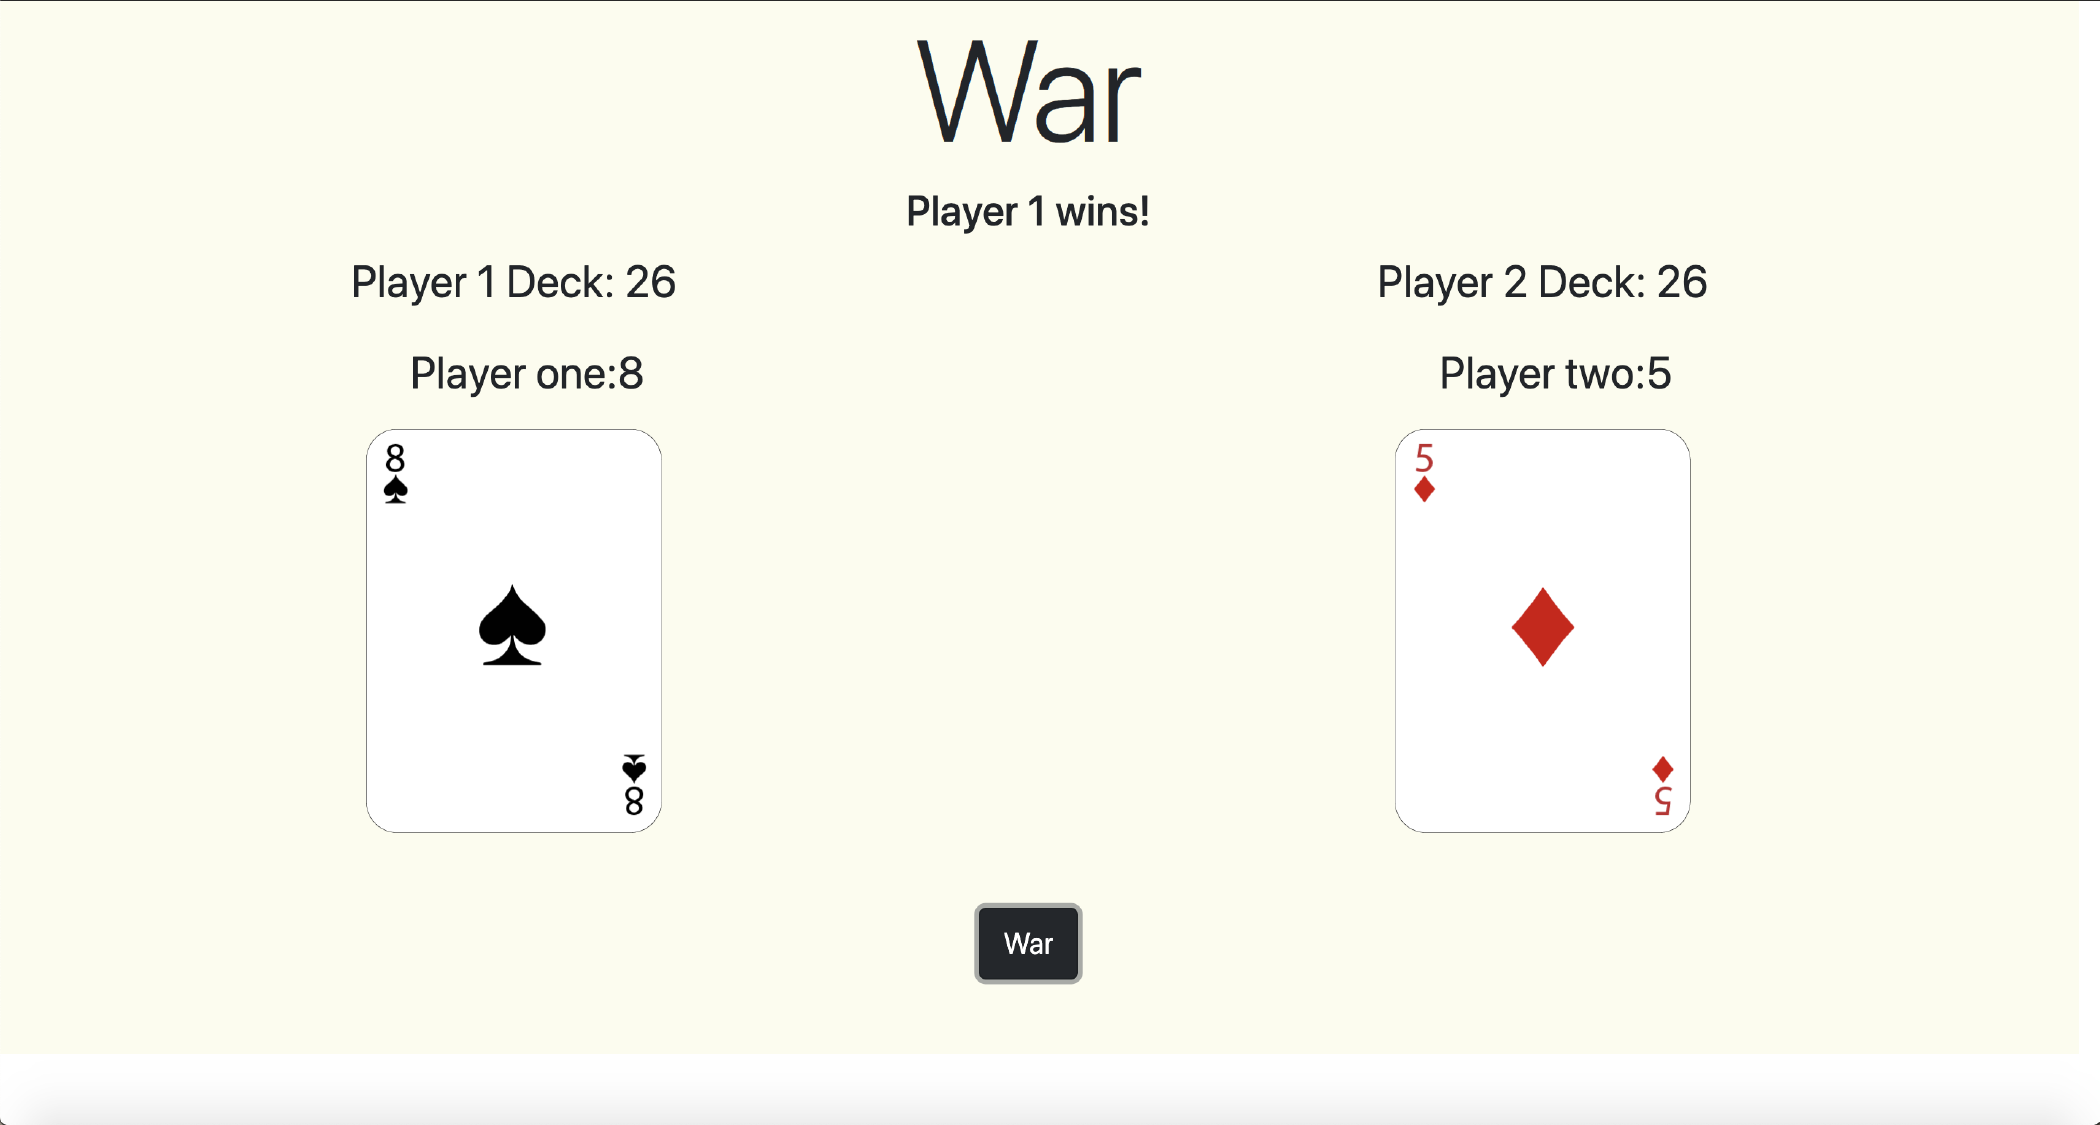 War
Player 1 wins!
Player 1 Deck: 26
Player 2 Deck: 26
Player one:8
Player two:5
8
5
8
5
War